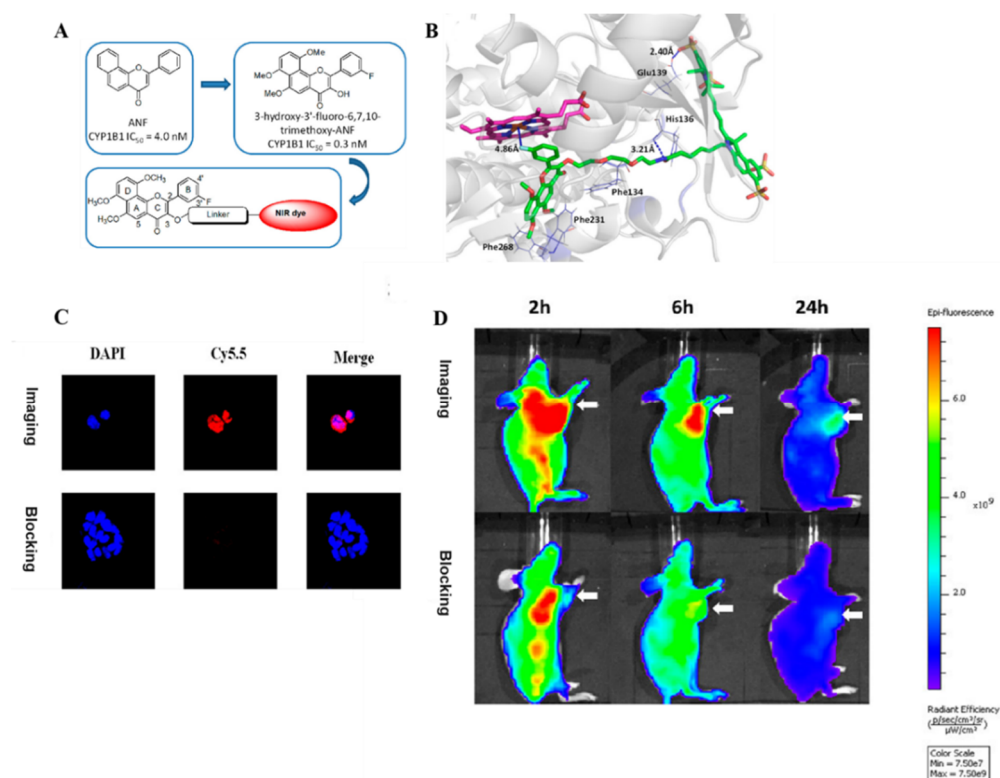 A
OMe
MeO
MeO
F
OH
O
O
O
O
ANF
CYP1B1 IC50 = 4.0 nM
3-hydroxy-3'-fluoro-6,7,10-
trimethoxy-ANF
CYP1B1 IC50 = 0.3 nM
OCH3
4'
D
B
H3CO
O
2
F
2'
A
C
H3CO
5
3
O
O
Linker
NIR dye
B
2.40Å
Glu139
His136
4.86Å
3.21Å
Phe134
Phe231
Phe268
C
DAPI
Cy5.5
Merge
Imaging
Blocking
D
2h
6h
24h
Imaging
Blocking
Epi-fluorescence
6.0
4.0
x10^9
2.0
Radiant Efficiency
(p/sec/cm²/sr
µW/cm²)
Color Scale
Min = 7.50e7
Max = 7.50e9